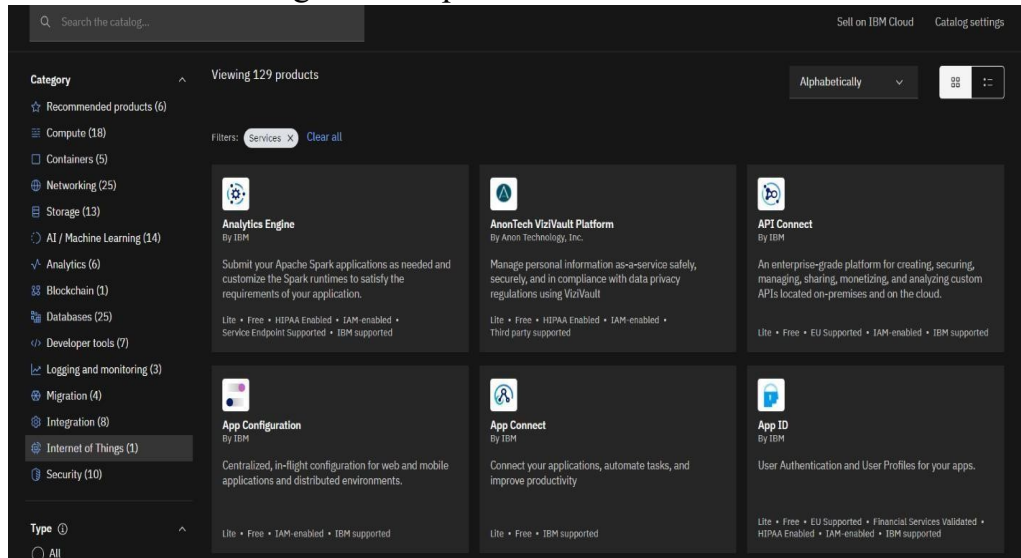 Search the catalog...
Sell on IBM Cloud
Catalog settings
Category
Recommended products (6)
Compute (18)
Containers (5)
Networking (25)
Storage (13)
AI / Machine Learning (14)
Analytics (6)
Blockchain (1)
Databases (25)
Developer tools (7)
Logging and monitoring (3)
Migration (4)
Integration (8)
Internet of Things (1)
Security (10)
Type
All
Viewing 129 products
Alphabetically
Filters: Services X Clear all
Analytics Engine
By IBM
Submit your Apache Spark applications as needed and
customize the Spark runtimes to satisfy the
requirements of your application.
Lite • Free • HIPAA Enabled • IAM-enabled •
Service Endpoint Supported • IBM supported
AnonTech ViziVault Platform
By Anon Technology, Inc.
Manage personal information as-a-service safely,
securely, and in compliance with data privacy
regulations using ViziVault
Lite • Free • HIPAA Enabled • IAM-enabled •
Third party supported
API Connect
By IBM
An enterprise-grade platform for creating, securing,
managing, sharing, monetizing, and analyzing custom
APIs located on-premises and on the cloud.
Lite • Free • EU Supported • IAM-enabled • IBM supported
App Configuration
By IBM
Centralized, in-flight configuration for web and mobile
applications and distributed environments.
Lite • Free • IAM-enabled • IBM supported
App Connect
By IBM
Connect your applications, automate tasks, and
improve productivity
Lite • Free • IBM supported
App ID
By IBM
User Authentication and User Profiles for your apps.
Lite • Free • EU Supported • Financial Services Validated •
HIPAA Enabled • IAM-enabled • IBM supported